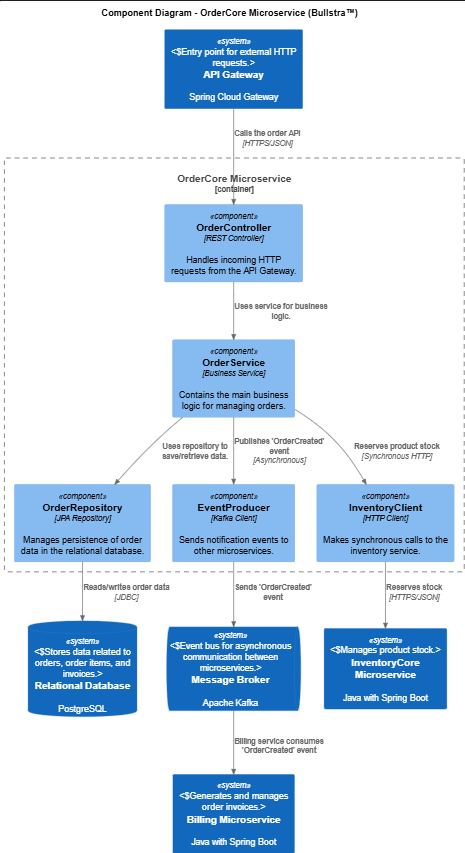 Component Diagram - OrderCore Microservice (Bullstra™)
«system»
<$Entry point for external HTTP
requests.>
API Gateway
Spring Cloud Gateway
Calls the order API
[HTTPS/JSON]
OrderCore Microservice
[container]
«component»
OrderController
[REST Controller]
Handles incoming HTTP
requests from the API Gateway.
Uses service for business
logic.
«component»
OrderService
[Business Service]
Contains the main business
logic for managing orders.
Uses repository to
save/retrieve data.
Publishes 'OrderCreated'
event
[Asynchronous]
Reserves product stock
[Synchronous HTTP]
«component»
OrderRepository
[JPA Repository]
Manages persistence of order
data in the relational database.
«component»
EventProducer
[Kafka Client]
Sends notification events to
other microservices.
«component»
InventoryClient
[HTTP Client]
Makes synchronous calls to the
inventory service.
Reads/writes order data
[JDBC]
Sends 'OrderCreated'
event
Reserves stock
[HTTPS/JSON]
«system»
<$Stores data related to
orders, order items, and
invoices.>
Relational Database
PostgreSQL
«system»
<$Event bus for asynchronous
communication between
microservices.>
Message Broker
Apache Kafka
«system»
<$Manages product stock.>
InventoryCore
Microservice
Java with Spring Boot
Billing service consumes
'OrderCreated' event
«system»
<$Generates and manages
order invoices.>
Billing Microservice
Java with Spring Boot